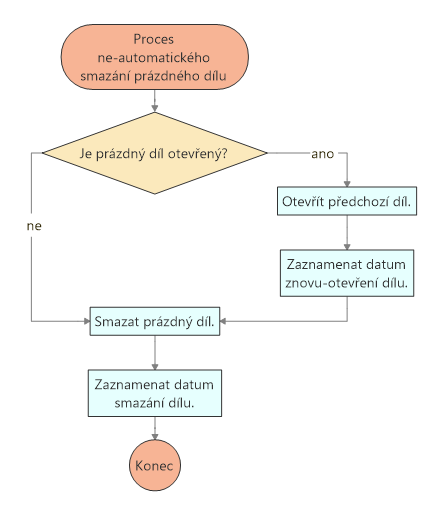 Proces
ne-automatického
smazání prázdného dílu
Je prázdný díl otevřený?
ano
Otevřít předchozí díl.
ne
Zaznamenat datum
znovu-otevření dílu.
Smazat prázdný díl.
Zaznamenat datum
smazání dílu.
Konec